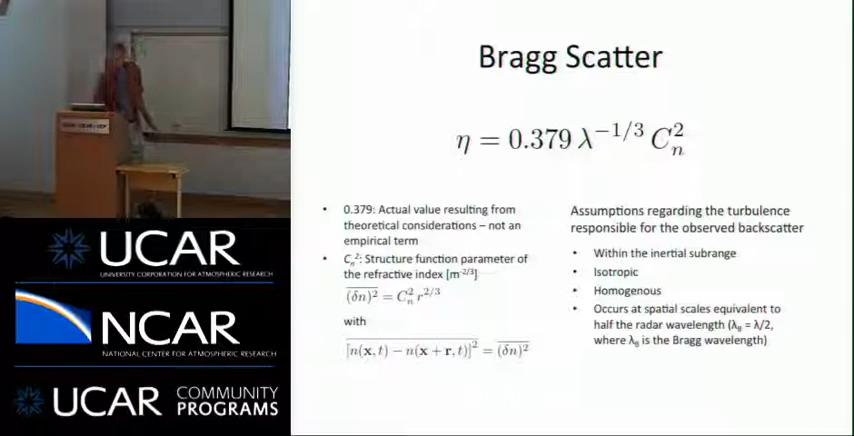 Bragg Scatter
η = 0.379 λ^{-1/3} C_n^2
• 0.379: Actual value resulting from
theoretical considerations – not an
empirical term
• C_n^2: Structure function parameter of
the refractive index [m^{-2/3}]
\overline{(δn)^2} = C_n^2 r^{2/3}
with
\overline{[n(x, t) − n(x + r, t)]^2} = \overline{(δn)^2}
Assumptions regarding the turbulence
responsible for the observed backscatter
• Within the inertial subrange
• Isotropic
• Homogenous
• Occurs at spatial scales equivalent to
half the radar wavelength (λ_B = λ/2,
where λ_B is the Bragg wavelength)
UCAR
UNIVERSITY CORPORATION FOR ATMOSPHERIC RESEARCH
NCAR
NATIONAL CENTER FOR ATMOSPHERIC RESEARCH
UCAR COMMUNITY
PROGRAMS